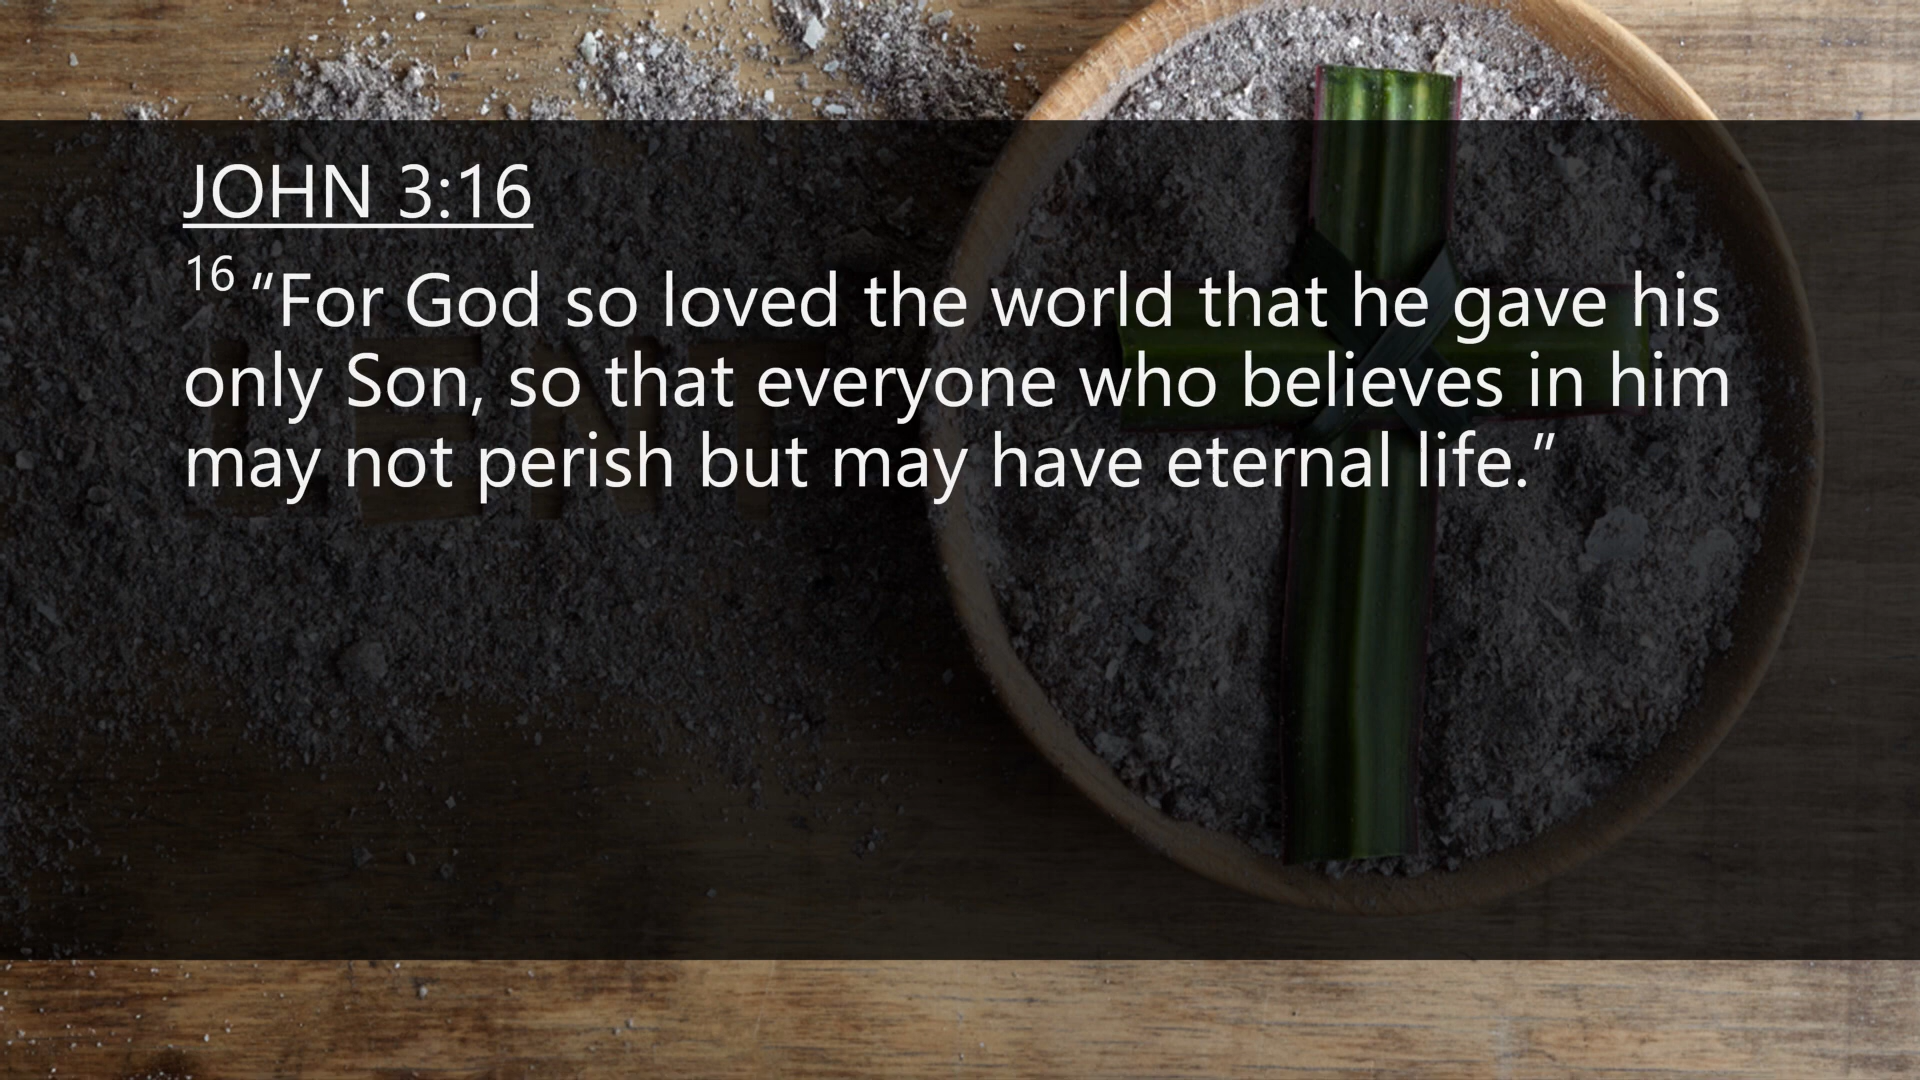 JOHN 3:16
16 “For God so loved the world that he gave his
only Son, so that everyone who believes in him
may not perish but may have eternal life.”
LENT